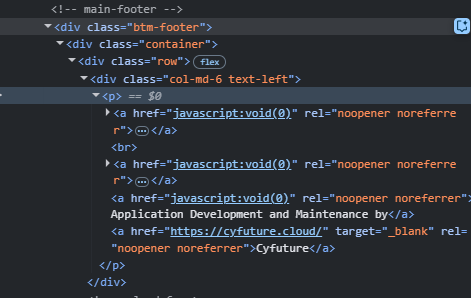 <!-- main-footer -->
<div class="btm-footer">
<div class="container">
<div class="row"> flex
<div class="col-md-6 text-left">
<p> == $0
<a href="javascript:void(0)" rel="noopener noreferre
r">…</a>
<br>
<a href="javascript:void(0)" rel="noopener noreferre
r">…</a>
<a href="javascript:void(0)" rel="noopener noreferrer">
Application Development and Maintenance by</a>
<a href="https://cyfuture.cloud/" target="_blank" rel=
"noopener noreferrer">Cyfuture</a>
</p>
</div>